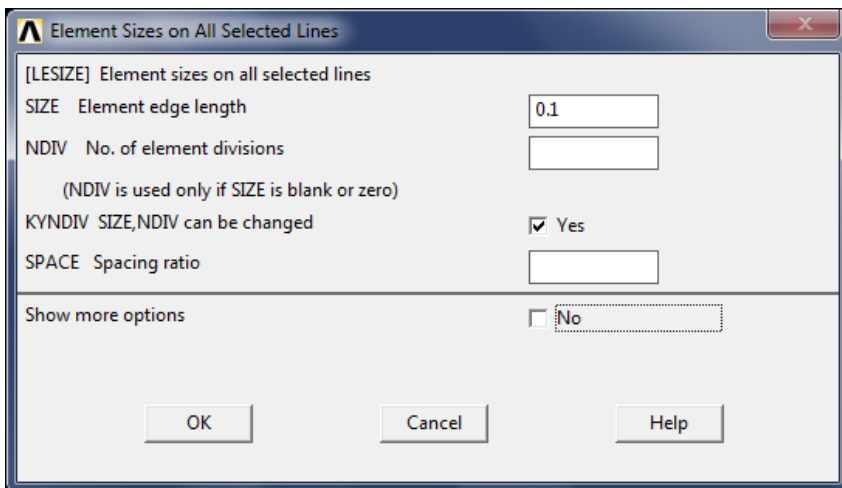 Element Sizes on All Selected Lines
[LESIZE] Element sizes on all selected lines
SIZE Element edge length 0.1
NDIV No. of element divisions
(NDIV is used only if SIZE is blank or zero)
KYNDIV SIZE,NDIV can be changed Yes
SPACE Spacing ratio
Show more options No
OK Cancel Help